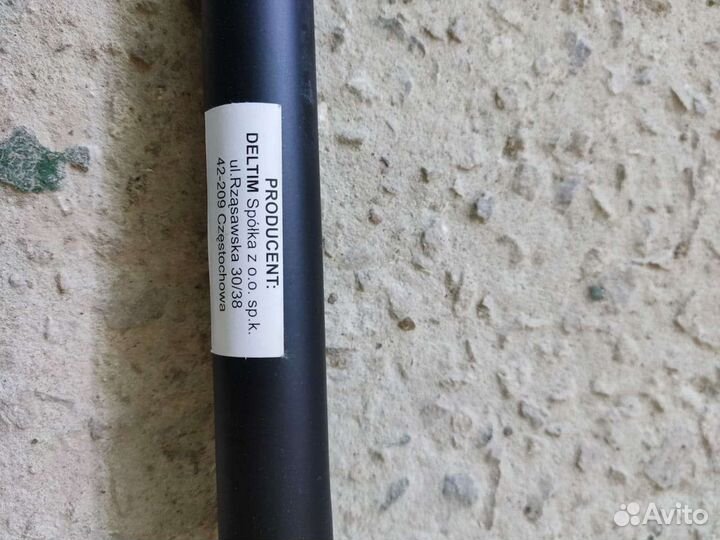 PRODUCENT:
DELTIM Spółka z o.o. sp.k.
ul.Rząsawska 30/38
42-209 Częstochowa
Avito